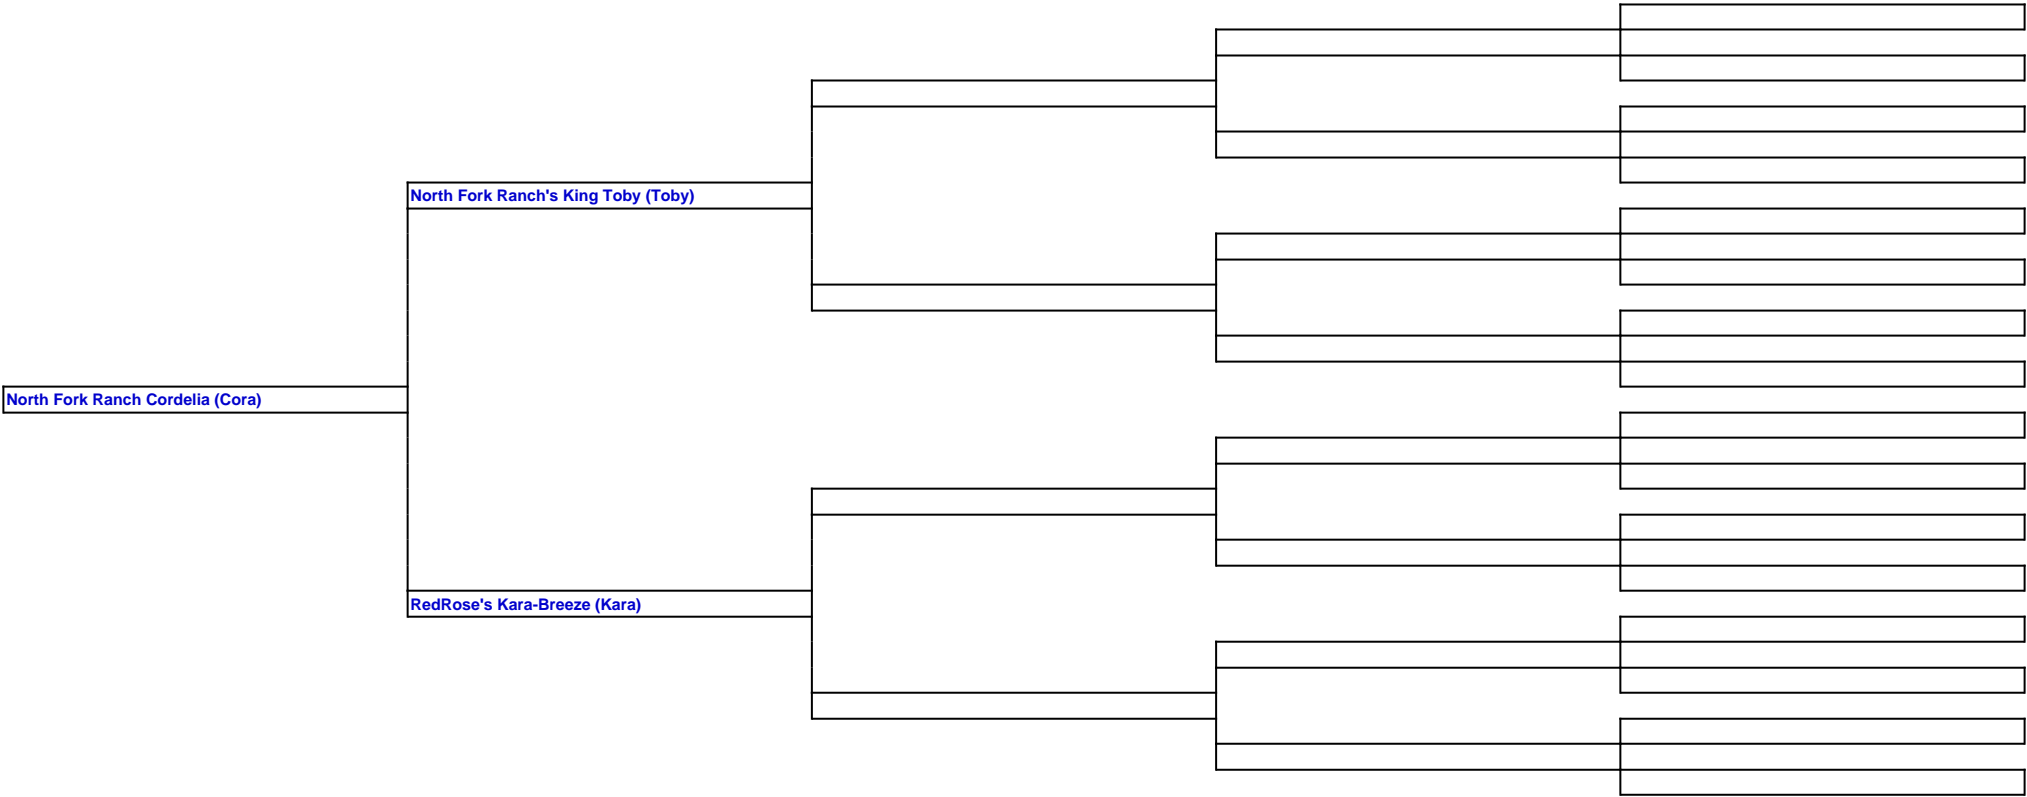 North Fork Ranch's King Toby (Toby)
North Fork Ranch Cordelia (Cora)
RedRose's Kara-Breeze (Kara)